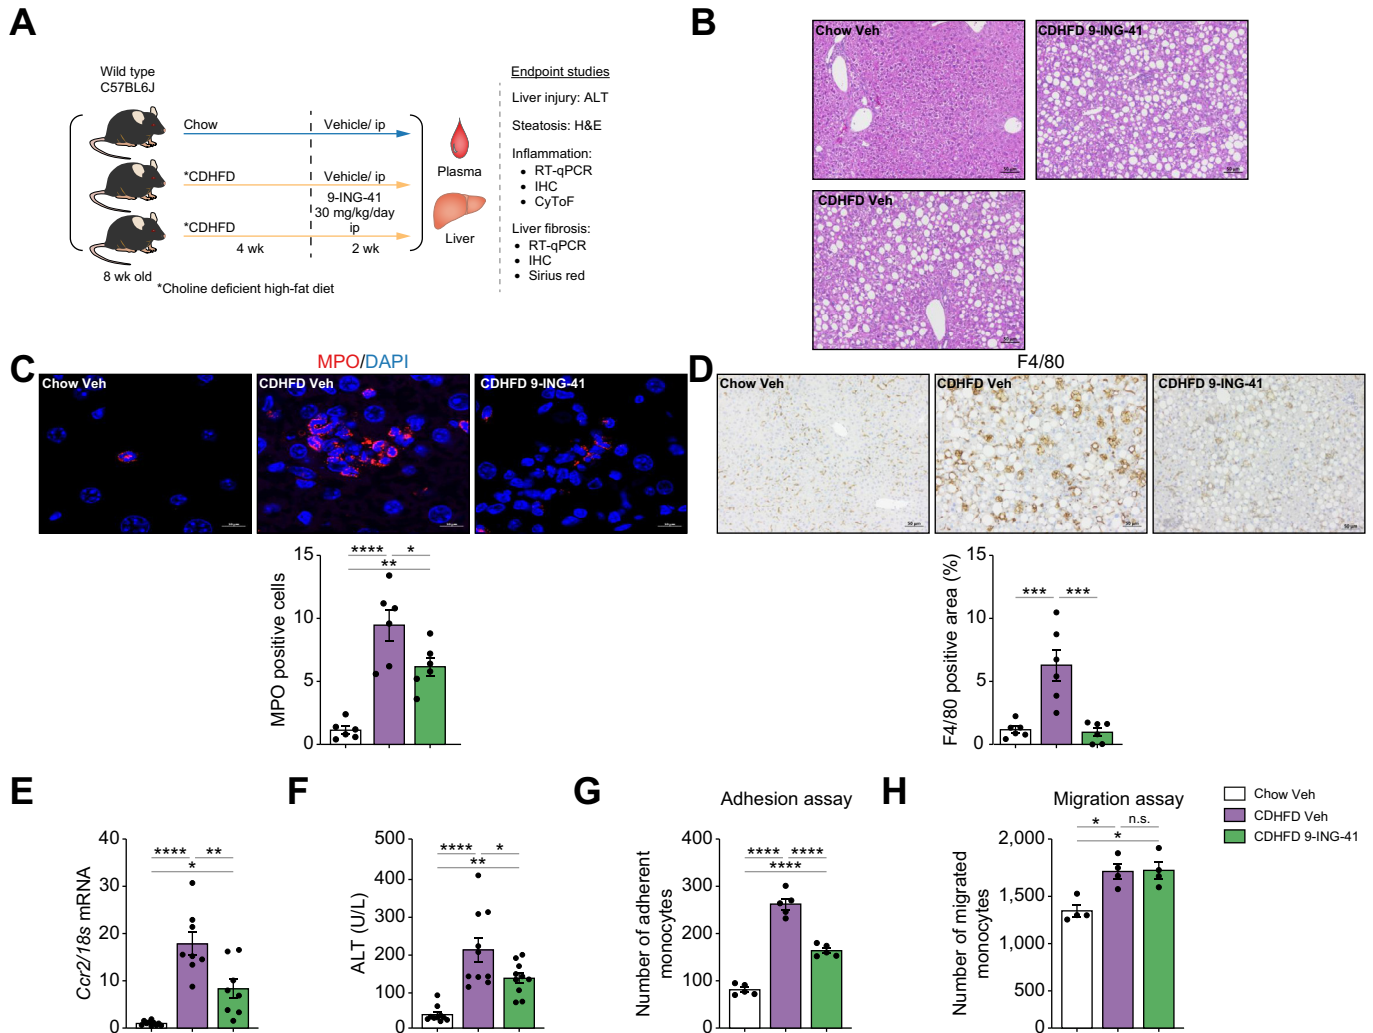 A
Wild type
C57BL6J
Chow
Vehicle/ ip
*CDHFD
Vehicle/ ip
9-ING-41
30 mg/kg/day
ip
*CDHFD
4 wk
2 wk
8 wk old
*Choline deficient high-fat diet
Plasma
Liver
Endpoint studies
Liver injury: ALT
Steatosis: H&E
Inflammation:
• RT-qPCR
• IHC
• CyToF
Liver fibrosis:
• RT-qPCR
• IHC
• Sirius red
B
Chow Veh
CDHFD 9-ING-41
CDHFD Veh
C
MPO/DAPI
Chow Veh
CDHFD Veh
CDHFD 9-ING-41
MPO positive cells
15
10
5
0
**** *
**
D
F4/80
Chow Veh
CDHFD Veh
CDHFD 9-ING-41
50 µm
50 µm
50 µm
F4/80 positive area (%)
15
10
5
0
*** ***
E
Ccr2/18s mRNA
40
30
20
10
0
**** **
*
F
ALT (U/L)
500
400
300
200
100
0
**** *
**
G
Adhesion assay
Number of adherent
monocytes
400
300
200
100
0
**** ****
****
H
Migration assay
Number of migrated
monocytes
2,000
1,500
1,000
500
0
* n.s.
*
Chow Veh
CDHFD Veh
CDHFD 9-ING-41